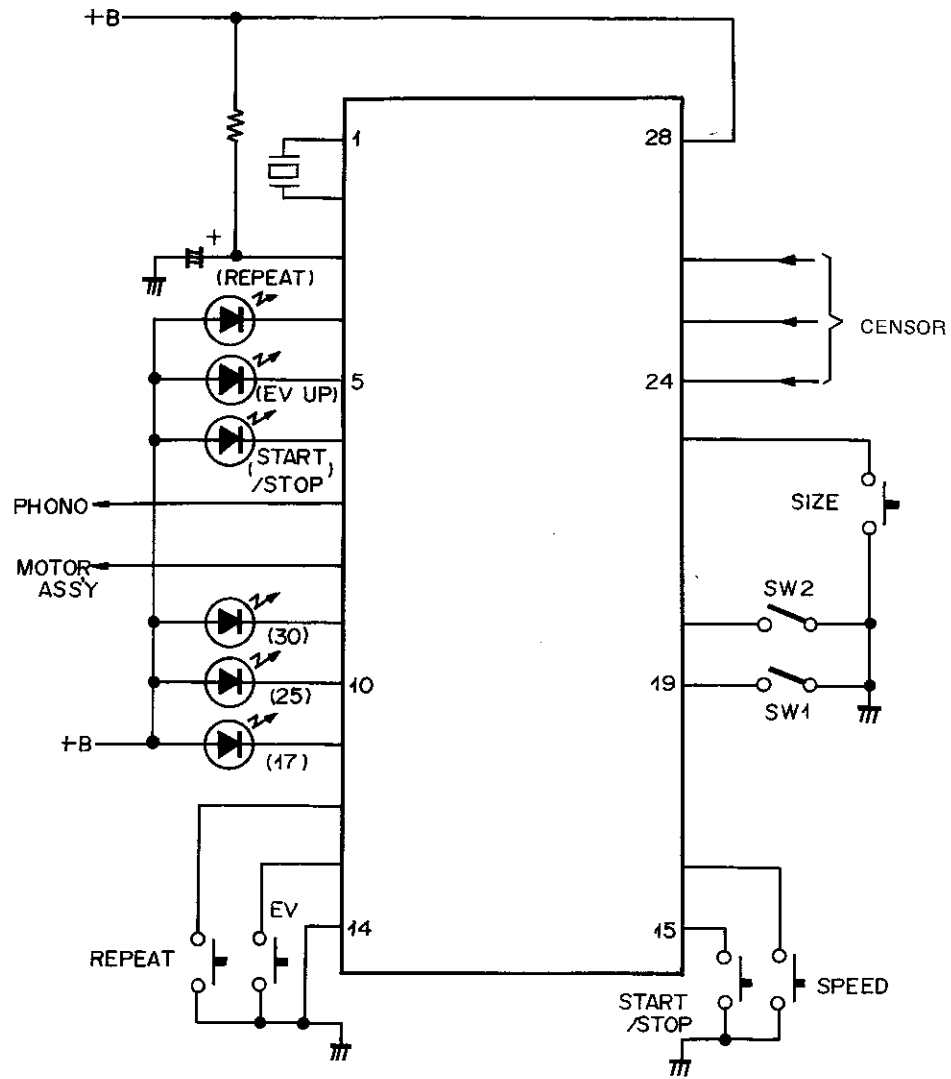 +B
1
28
+
(REPEAT)
CENSOR
5
24
(EV UP)
(START
/STOP)
PHONO
SIZE
MOTOR
ASS'Y
SW2
(30)
10
19
(25)
SW1
+B
(17)
EV
14
15
REPEAT
SPEED
START
/STOP